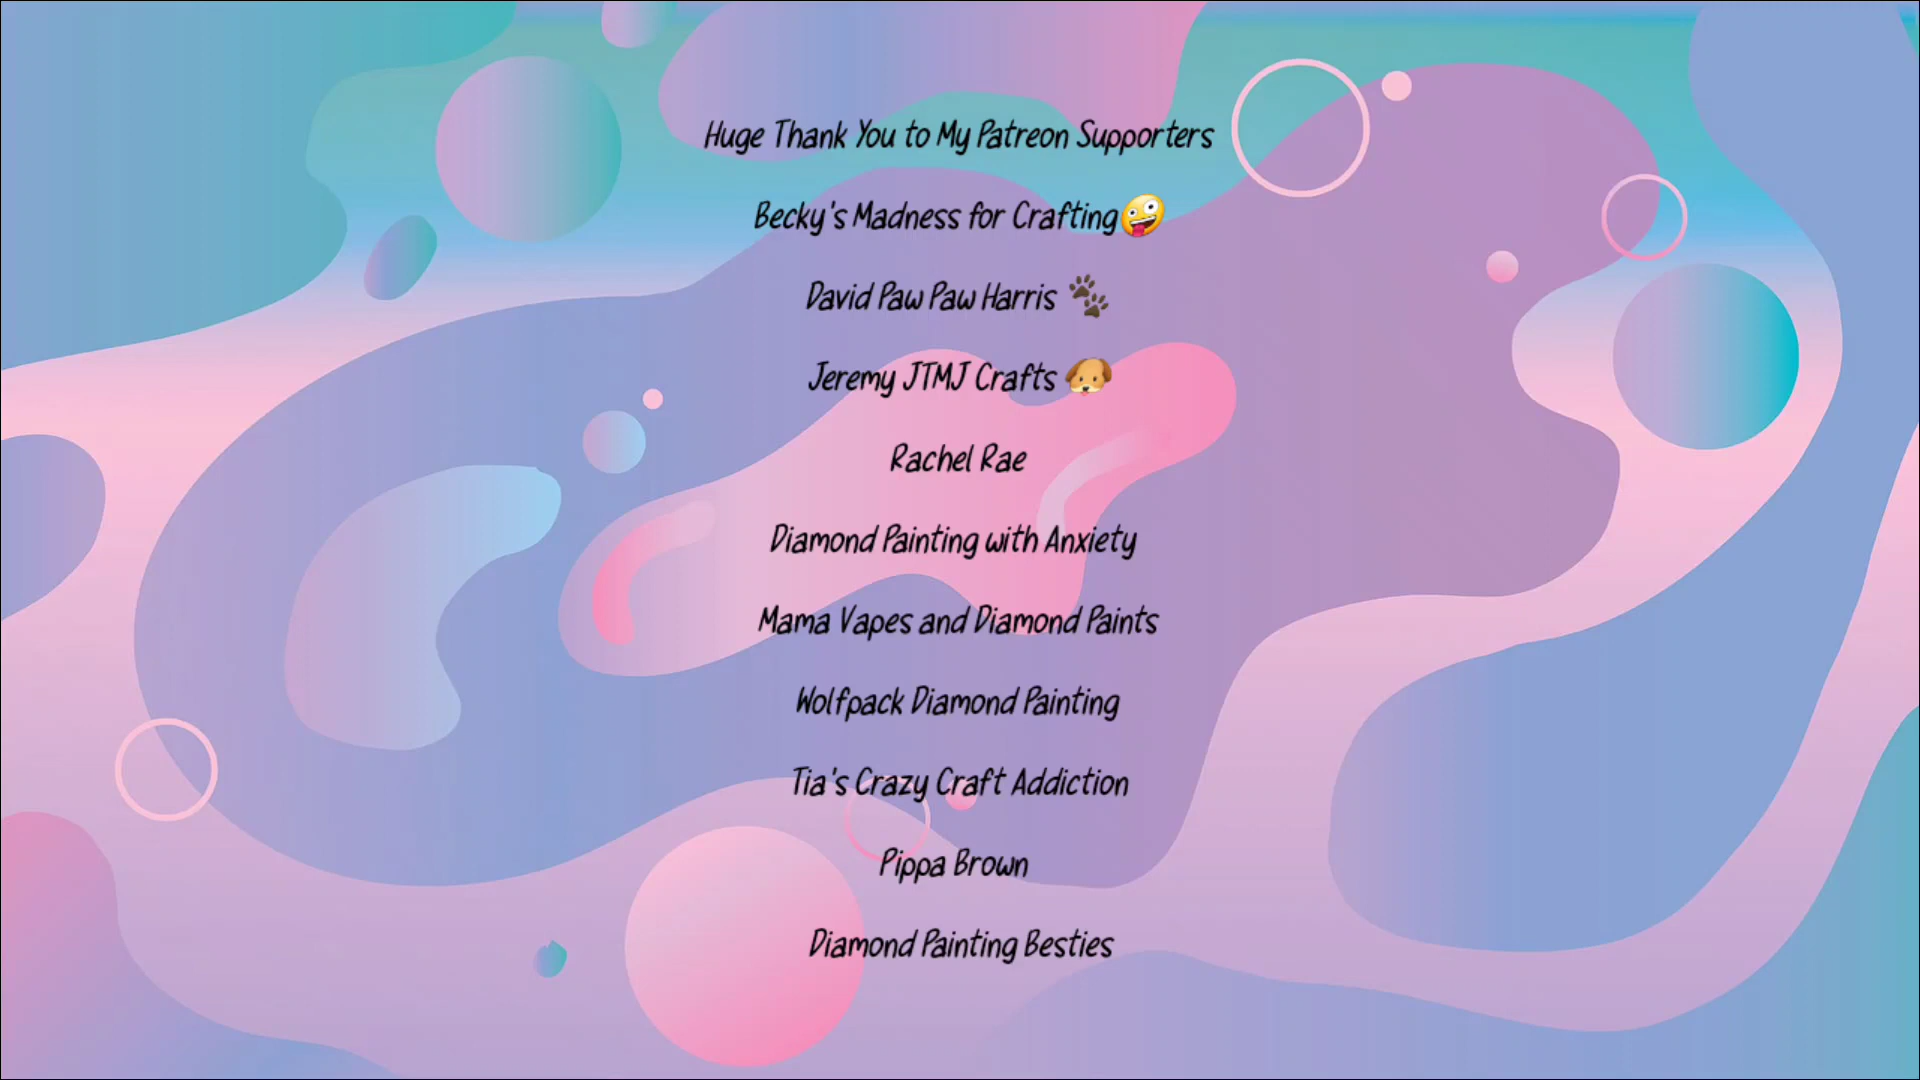 Huge Thank You to My Patreon Supporters
Becky's Madness for Crafting🤪
David Paw Paw Harris 🐾
Jeremy JTMJ Crafts 🐶
Rachel Rae
Diamond Painting with Anxiety
Mama Vapes and Diamond Paints
Wolfpack Diamond Painting
Tia's Crazy Craft Addiction
Pippa Brown
Diamond Painting Besties